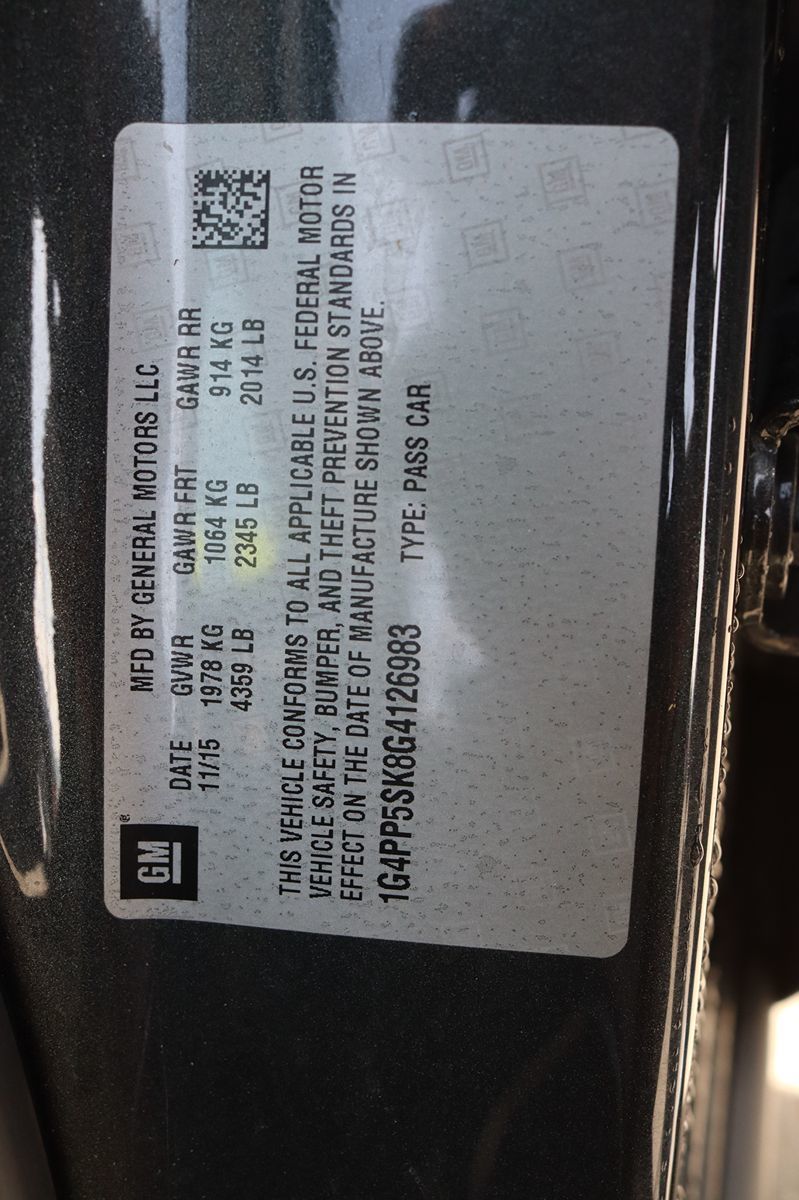 GM®
MFD BY GENERAL MOTORS LLC
DATE GVWR GAWR FRT GAWR RR
11/15 1978 KG 1064 KG 914 KG
4359 LB 2345 LB 2014 LB
THIS VEHICLE CONFORMS TO ALL APPLICABLE U.S. FEDERAL MOTOR
VEHICLE SAFETY, BUMPER, AND THEFT PREVENTION STANDARDS IN
EFFECT ON THE DATE OF MANUFACTURE SHOWN ABOVE.
1G4PP5SK8G4126983 TYPE: PASS CAR